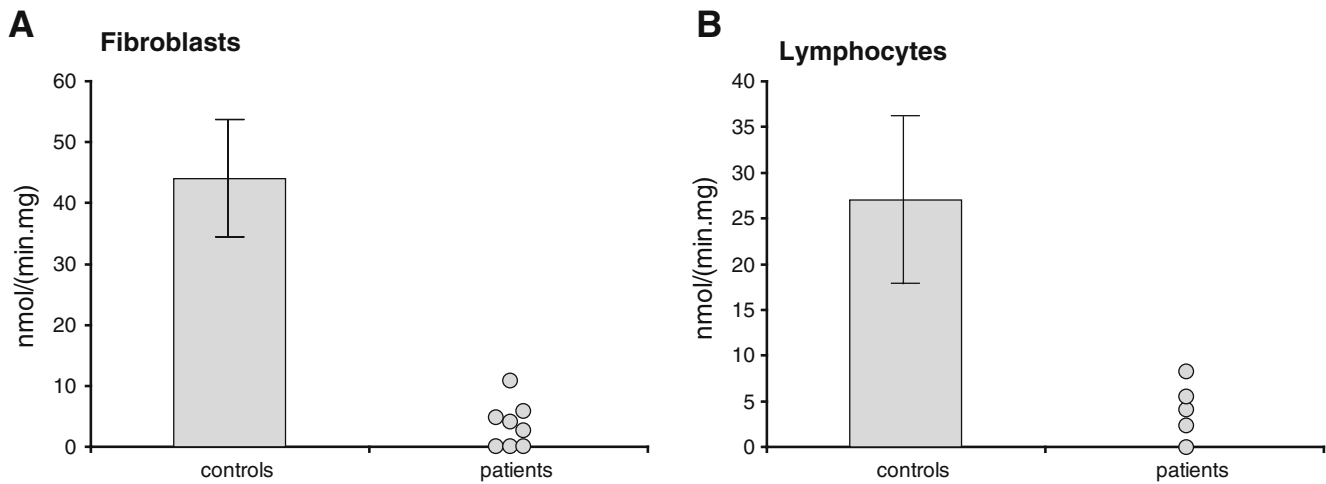 A
Fibroblasts
60
50
40
30
20
10
0
nmol/(min.mg)
controls
patients
B
Lymphocytes
40
35
30
25
20
15
10
5
0
nmol/(min.mg)
controls
patients